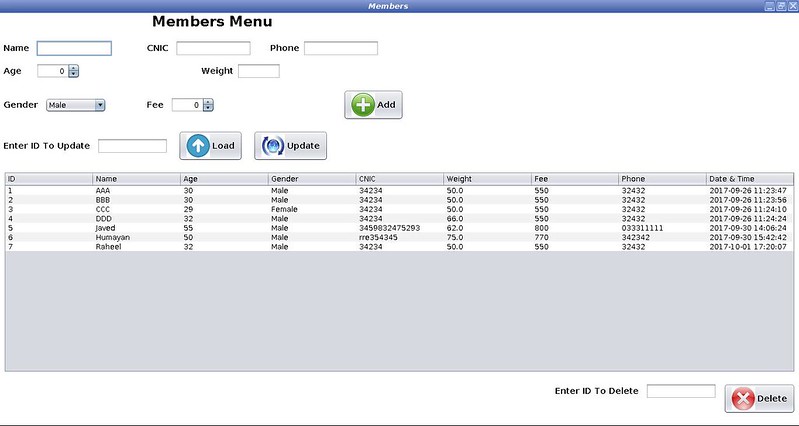 Members
Members Menu
Name CNIC Phone
Age 0 Weight
Gender Male Fee 0 Add
Enter ID To Update Load Update
ID Name Age Gender CNIC Weight Fee Phone Date & Time
1 AAA 30 Male 34234 50.0 550 32432 2017-09-26 11:23:47
2 BBB 30 Male 34234 50.0 550 32432 2017-09-26 11:23:56
3 CCC 29 Female 34234 50.0 550 32432 2017-09-26 11:24:10
4 DDD 32 Male 34234 66.0 550 32432 2017-09-26 11:24:24
5 Javed 55 Male 3459832475293 62.0 800 033311111 2017-09-30 14:06:24
6 Humayan 50 Male rre354345 75.0 770 342342 2017-09-30 15:42:42
7 Raheel 32 Male 34234 50.0 550 32432 2017-10-01 17:20:07
Enter ID To Delete Delete